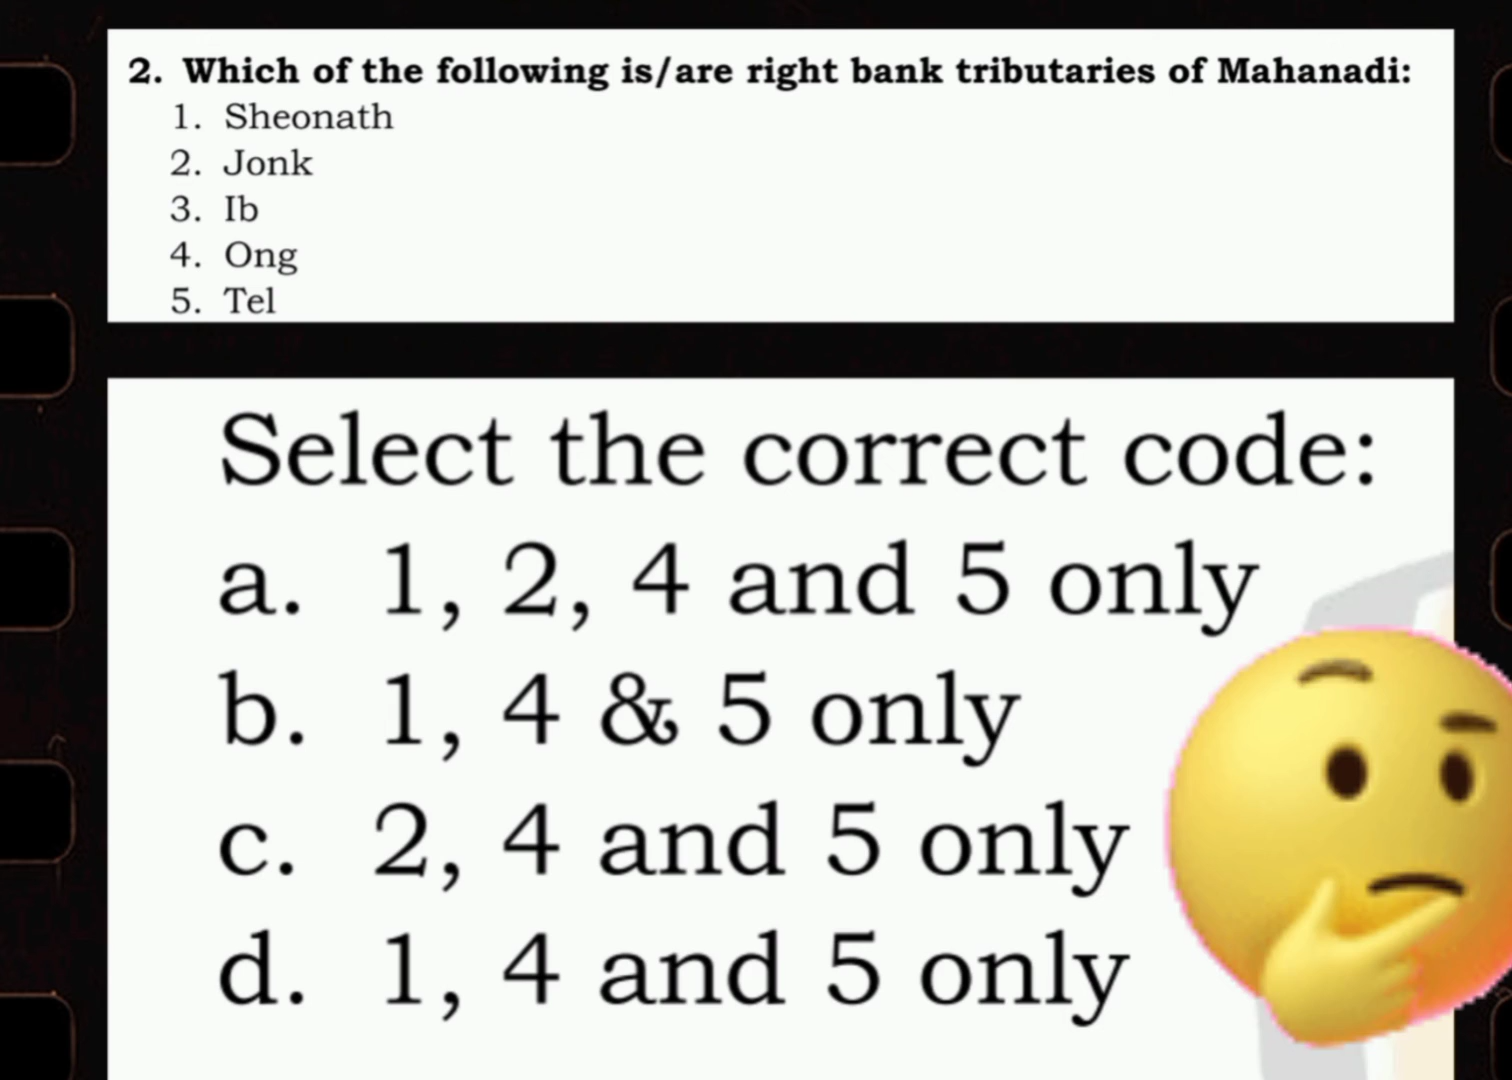 2. Which of the following is/are right bank tributaries of Mahanadi:
1. Sheonath
2. Jonk
3. Ib
4. Ong
5. Tel
Select the correct code:
a. 1, 2, 4 and 5 only
b. 1, 4 & 5 only
c. 2, 4 and 5 only
d. 1, 4 and 5 only